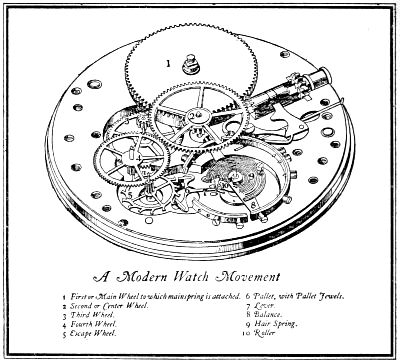 1
2
8
A Modern Watch Movement
1 First or Main Wheel to which mainspring is attached.
2 Second or Center Wheel.
3 Third Wheel.
4 Fourth Wheel.
5 Escape Wheel.
6 Pallet, with Pallet Jewels.
7 Lever.
8 Balance.
9 Hair Spring.
10 Roller